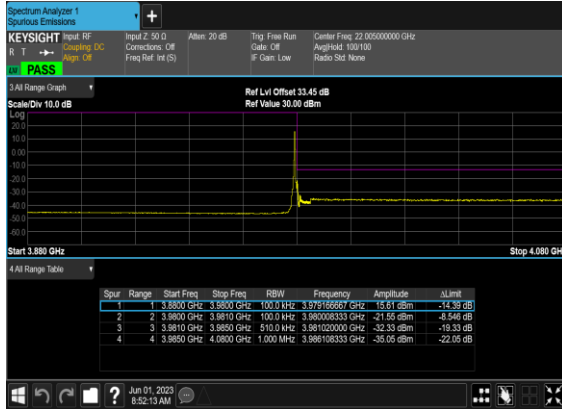 Spectrum Analyzer 1
Spurious Emissions
+
KEYSIGHT Input: RF Input Z: 50 Ω Atten: 20 dB Trig: Free Run Center Freq: 22.005000000 GHz
R T Coupling: DC Corrections: Off Gate: Off Avg|Hold: 100/100
Align: Off Freq Ref: Int (S) IF Gain: Low Radio Std: None
PASS
3 All Range Graph
Ref Lvl Offset 33.45 dB
Scale/Div 10.0 dB Ref Value 30.00 dBm
Log
20.0
10.0
0.00
-10.0
-20.0
-30.0
-40.0
-50.0
-60.0
Start 3.880 GHz Stop 4.080 GH
4 All Range Table
Spur Range Start Freq Stop Freq RBW Frequency Amplitude ΔLimit
1 1 3.8800 GHz 3.9800 GHz 100.0 kHz 3.979166667 GHz 15.61 dBm -14.39 dB
2 2 3.9800 GHz 3.9810 GHz 100.0 kHz 3.980008333 GHz -21.55 dBm -8.546 dB
3 3 3.9810 GHz 3.9850 GHz 510.0 kHz 3.981020000 GHz -32.33 dBm -19.33 dB
4 4 3.9850 GHz 4.0800 GHz 1.000 MHz 3.986108333 GHz -35.05 dBm -22.05 dB
?
Jun 01, 2023
8:52:13 AM